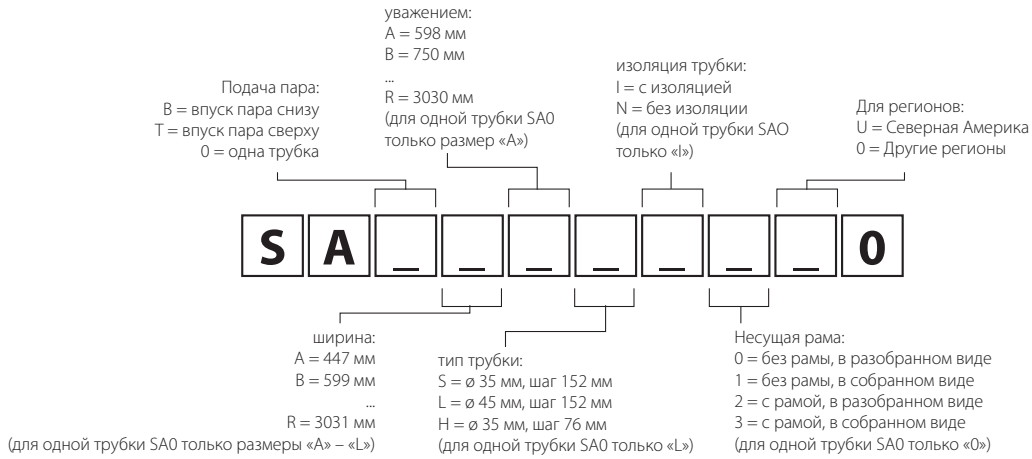 уважением:
A = 598 мм
B = 750 мм
...
R = 3030 мм
(для одной трубки SA0
только размер «A»)
изоляция трубки:
I = с изоляцией
N = без изоляции
(для одной трубки SAO
только «I»)
Подача пара:
B = впуск пара снизу
T = впуск пара сверху
0 = одна трубка
Для регионов:
U = Северная Америка
0 = Другие регионы
S A _ _ _ _ _ _ _ 0
ширина:
A = 447 мм
B = 599 мм
...
R = 3031 мм
(для одной трубки SA0 только размеры «A» – «L»)
тип трубки:
S = ø 35 мм, шаг 152 мм
L = ø 45 мм, шаг 152 мм
H = ø 35 мм, шаг 76 мм
(для одной трубки SA0 только «L»)
Несущая рама:
0 = без рамы, в разобранном виде
1 = без рамы, в собранном виде
2 = с рамой, в разобранном виде
3 = с рамой, в собранном виде
(для одной трубки SA0 только «0»)